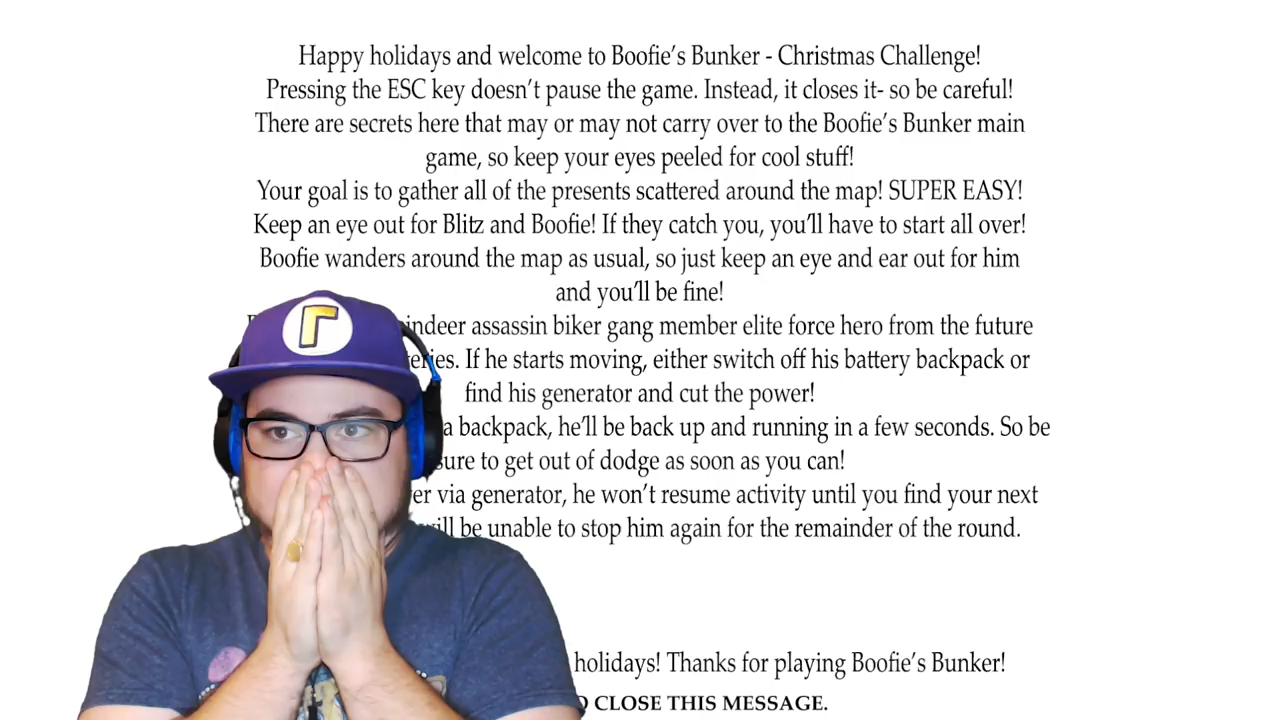 Happy holidays and welcome to Boofie's Bunker - Christmas Challenge!
Pressing the ESC key doesn't pause the game. Instead, it closes it- so be careful!
There are secrets here that may or may not carry over to the Boofie's Bunker main
game, so keep your eyes peeled for cool stuff!
Your goal is to gather all of the presents scattered around the map! SUPER EASY!
Keep an eye out for Blitz and Boofie! If they catch you, you'll have to start all over!
Boofie wanders around the map as usual, so just keep an eye and ear out for him
and you'll be fine!
assassin biker gang member elite force hero from the future
If he starts moving, either switch off his battery backpack or
find his generator and cut the power!
a backpack, he'll be back up and running in a few seconds. So be
sure to get out of dodge as soon as you can!
via generator, he won't resume activity until you find your next
be unable to stop him again for the remainder of the round.
holidays! Thanks for playing Boofie's Bunker!
CLOSE THIS MESSAGE.